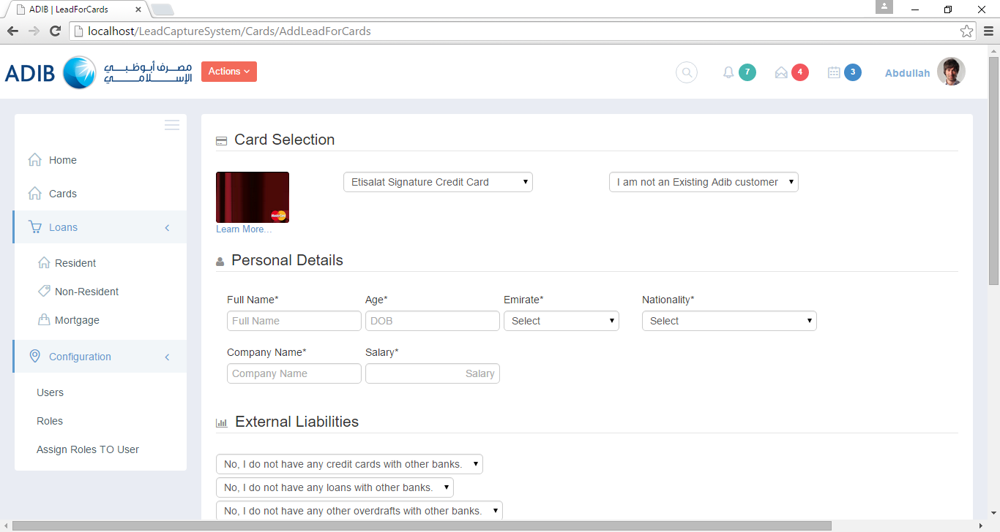 ADIB | LeadForCards
localhost/LeadCaptureSystem/Cards/AddLeadForCards
ADIB
مصرف أبوظبي
الإسلامي
Actions
7
4
3
Abdullah
Home
Cards
Loans
Resident
Non-Resident
Mortgage
Configuration
Users
Roles
Assign Roles TO User
Card Selection
MasterCard
Learn More...
Etisalat Signature Credit Card
I am not an Existing Adib customer
Personal Details
Full Name*
Age*
Emirate*
Nationality*
Full Name
DOB
Select
Select
Company Name*
Salary*
Company Name
Salary
External Liabilities
No, I do not have any credit cards with other banks.
No, I do not have any loans with other banks.
No, I do not have any other overdrafts with other banks.